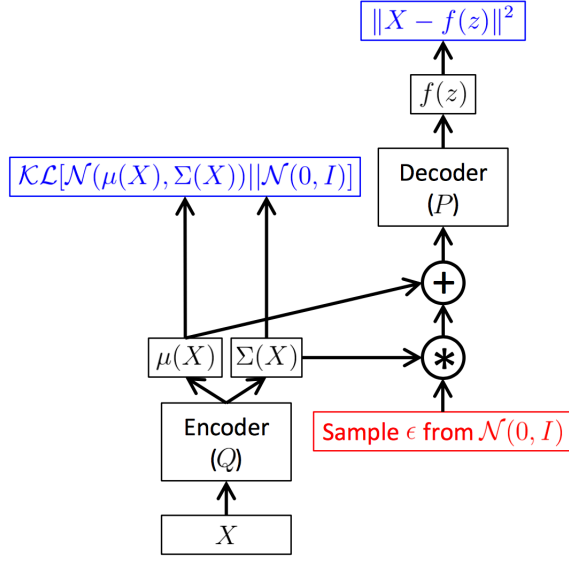 ‖X − f(z)‖²
f(z)
𝒦ℒ[𝒩(μ(X), Σ(X))||𝒩(0, I)]
Decoder
(P)
+
μ(X)
Σ(X)
*
Encoder
(Q)
Sample ϵ from 𝒩(0, I)
X